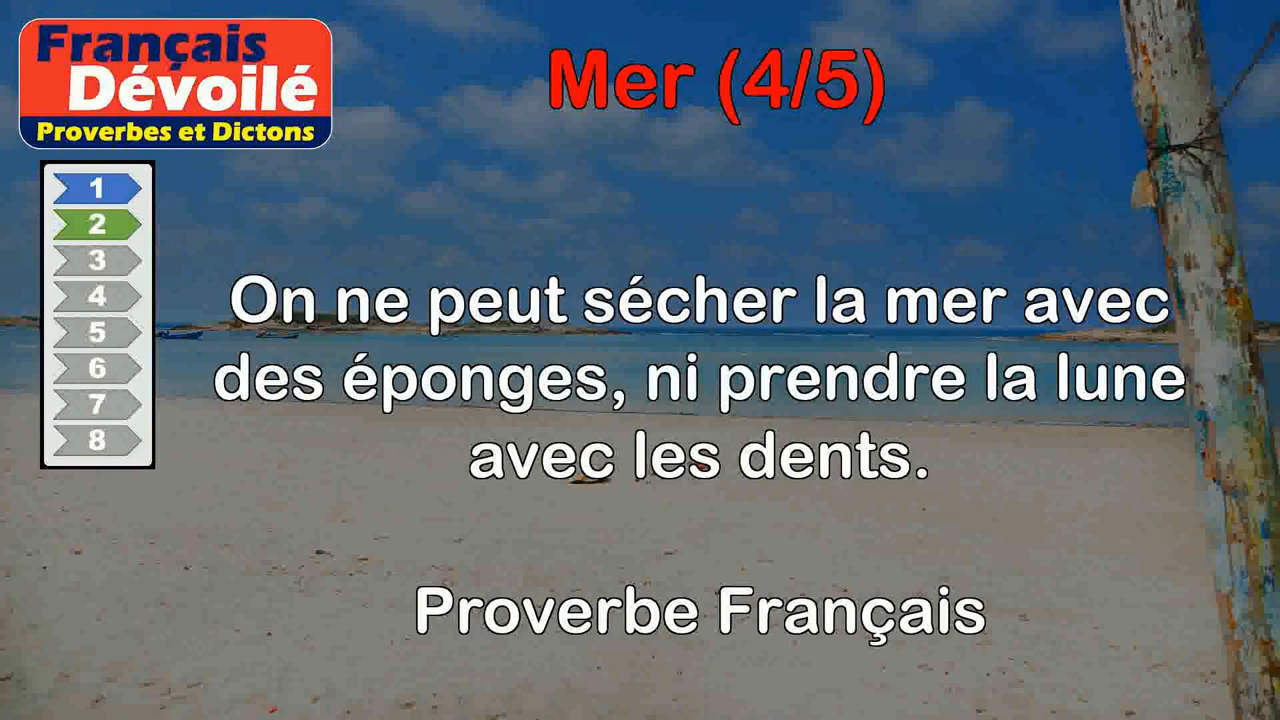 Français
Dévoilé
Proverbes et Dictons
Mer (4/5)
1
2
3
4
5
6
7
8
On ne peut sécher la mer avec
des éponges, ni prendre la lune
avec les dents.
Proverbe Français